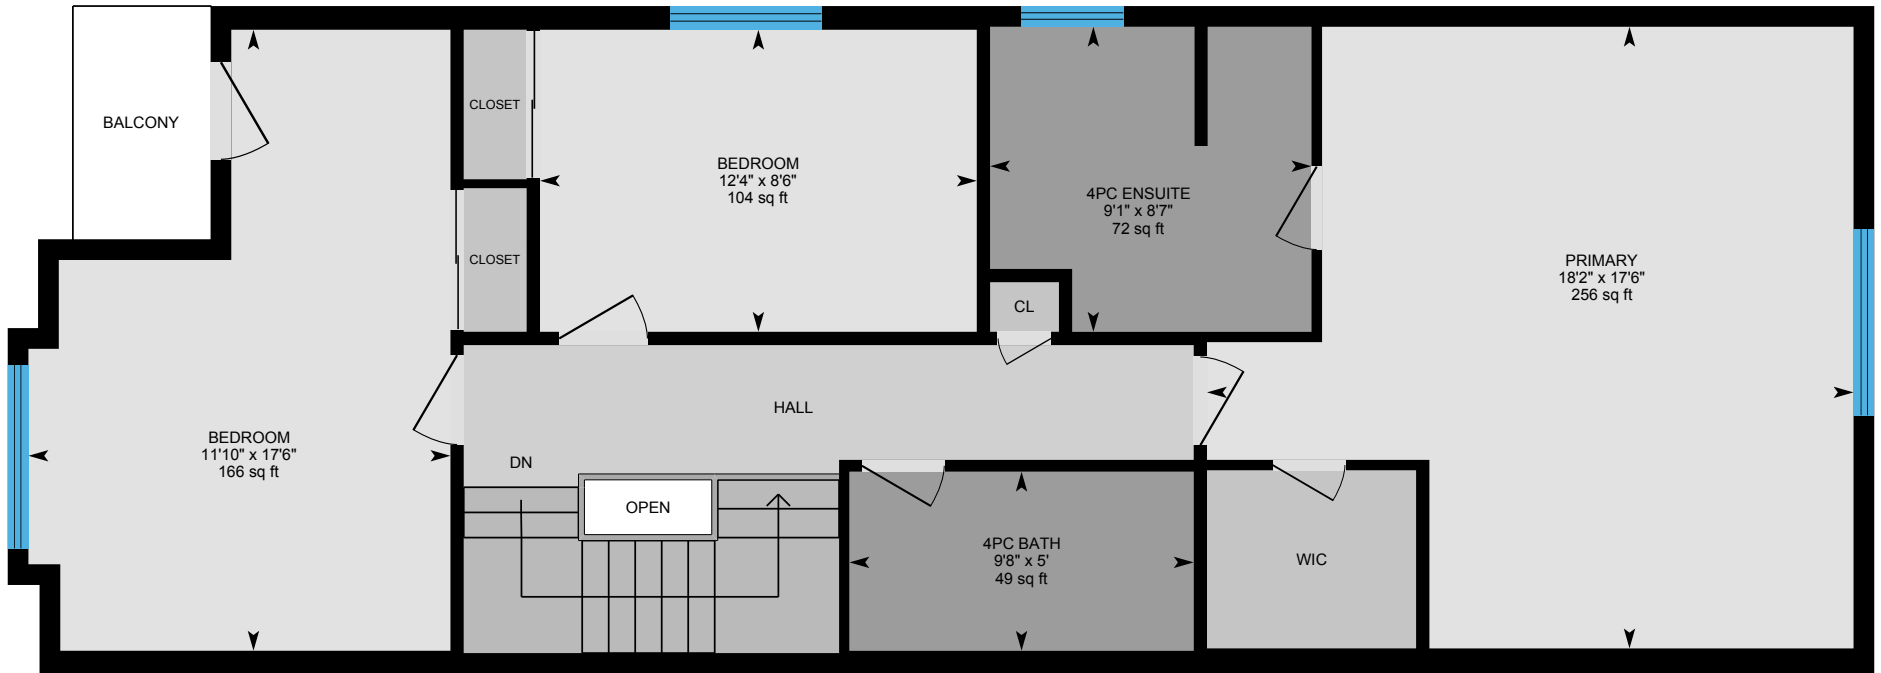 BALCONY
CLOSET
BEDROOM
12'4" x 8'6"
104 sq ft
4PC ENSUITE
9'1" x 8'7"
72 sq ft
CLOSET
PRIMARY
18'2" x 17'6"
256 sq ft
CL
HALL
BEDROOM
11'10" x 17'6"
166 sq ft
DN
OPEN
4PC BATH
9'8" x 5'
49 sq ft
WIC